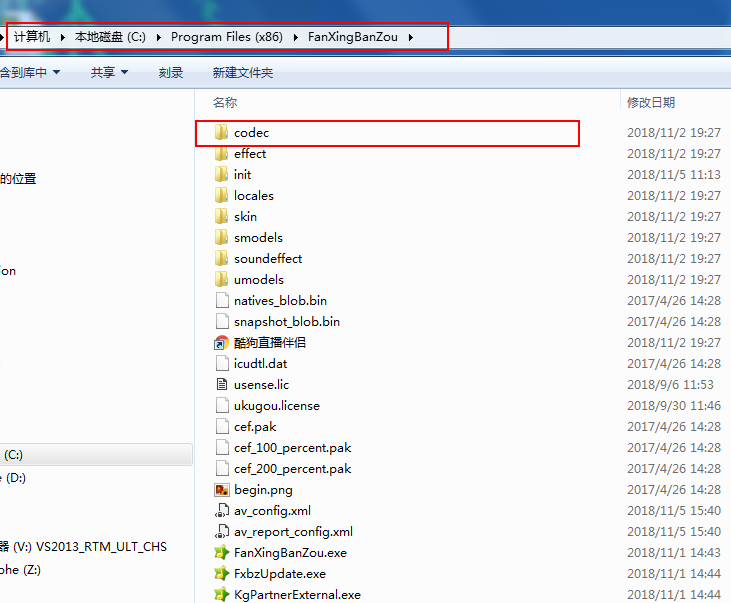 计算机 本地磁盘 (C:) Program Files (x86) FanXingBanZou
含到库中 共享 刻录 新建文件夹
名称 修改日期
codec 2018/11/2 19:27
effect 2018/11/2 19:27
init 2018/11/5 11:13
的位置
locales 2018/11/2 19:27
skin 2018/11/2 19:27
smodels 2018/11/2 19:27
soundeffect 2018/11/2 19:27
ion
umodels 2018/11/2 19:27
natives_blob.bin 2017/4/26 14:28
snapshot_blob.bin 2017/4/26 14:28
酷狗直播伴侣 2018/11/2 19:27
icudtl.dat 2017/4/26 14:28
usense.lic 2018/9/6 11:53
ukugou.license 2018/9/30 11:46
cef.pak 2017/4/26 14:28
cef_100_percent.pak 2017/4/26 14:28
(C:)
cef_200_percent.pak 2017/4/26 14:28
(D:)
begin.png 2017/4/26 14:28
av_config.xml 2018/11/5 15:40
av_report_config.xml 2018/11/5 15:40
器 (V:) VS2013_RTM_ULT_CHS
FanXingBanZou.exe 2018/11/1 14:43
ohe (Z:)
FxbzUpdate.exe 2018/11/1 14:44
KgPartnerExternal.exe 2018/11/1 14:44